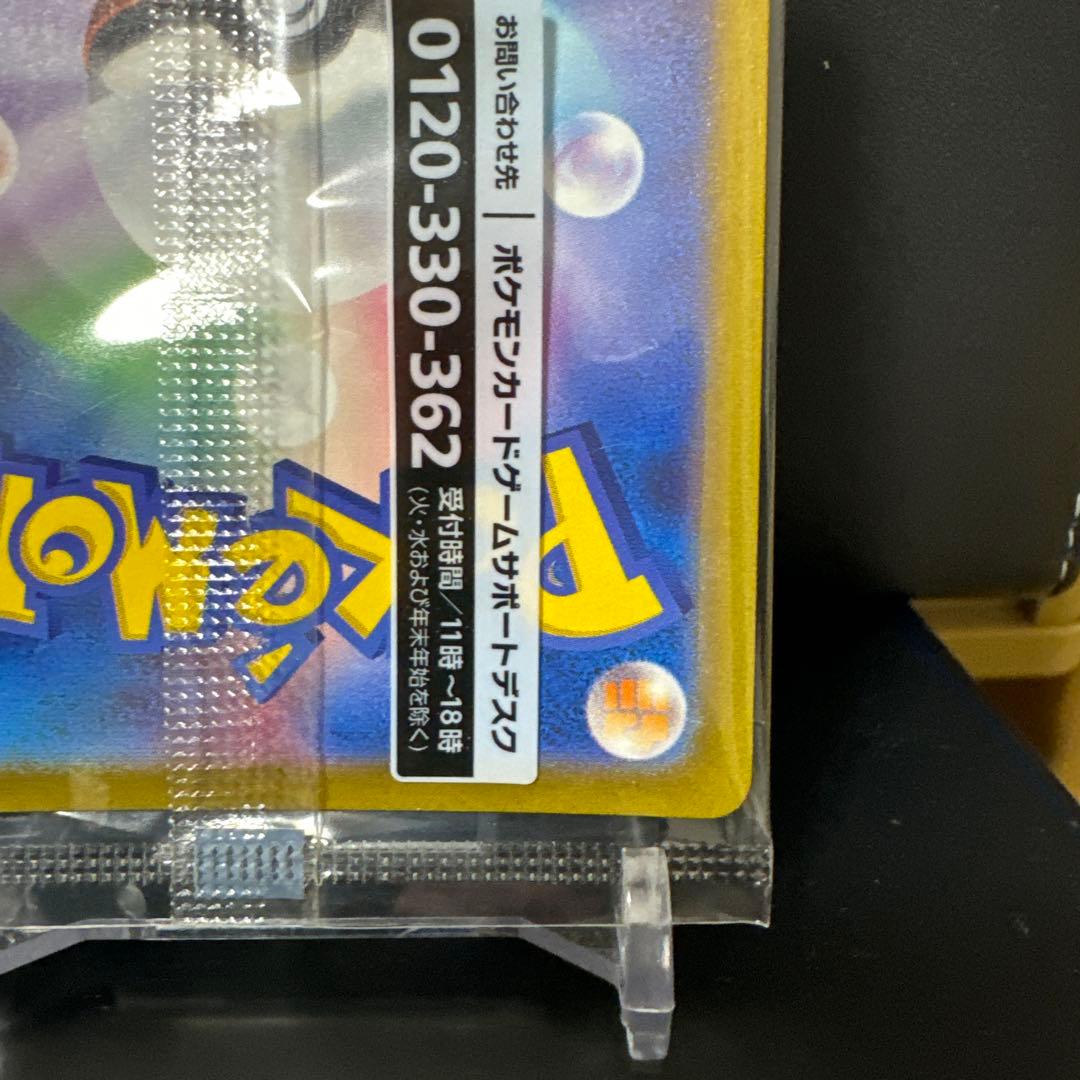 お問い合わせ先 | ポケモンカードゲームサポートデスク
0120-330-362 受付時間/11時~18時
(火・水および年末年始を除く)
Pokémon